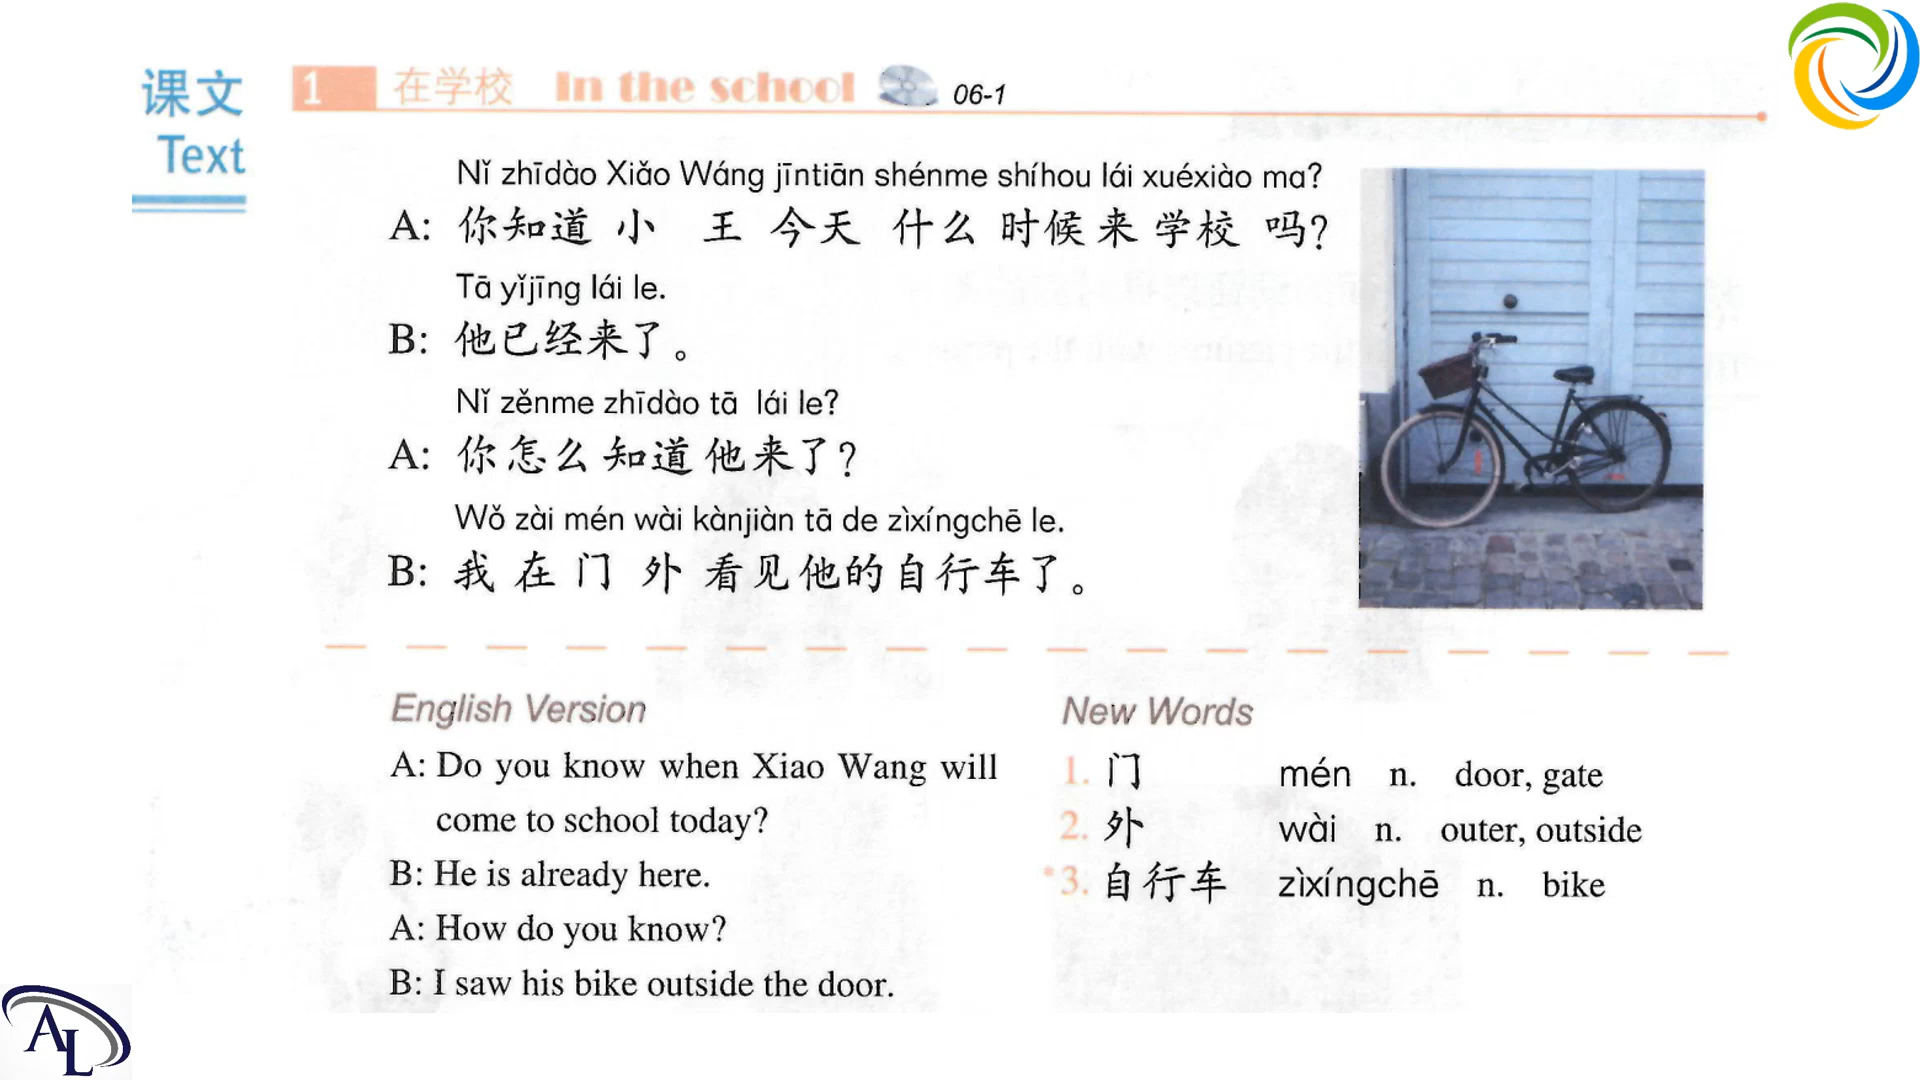 课文
Text
1 在学校 In the school 06-1
Nǐ zhīdào Xiǎo Wáng jīntiān shénme shíhou lái xuéxiào ma?
A: 你知道 小 王 今天 什么 时候 来 学校 吗?
Tā yǐjīng lái le.
B: 他已经来了。
Nǐ zěnme zhīdào tā lái le?
A: 你怎么知道他来了?
Wǒ zài mén wài kànjiàn tā de zìxíngchē le.
B: 我 在 门 外 看见他的自行车了。
English Version
A: Do you know when Xiao Wang will
come to school today?
B: He is already here.
A: How do you know?
B: I saw his bike outside the door.
New Words
1. 门 mén n. door, gate
2. 外 wài n. outer, outside
*3. 自行车 zìxíngchē n. bike
AL